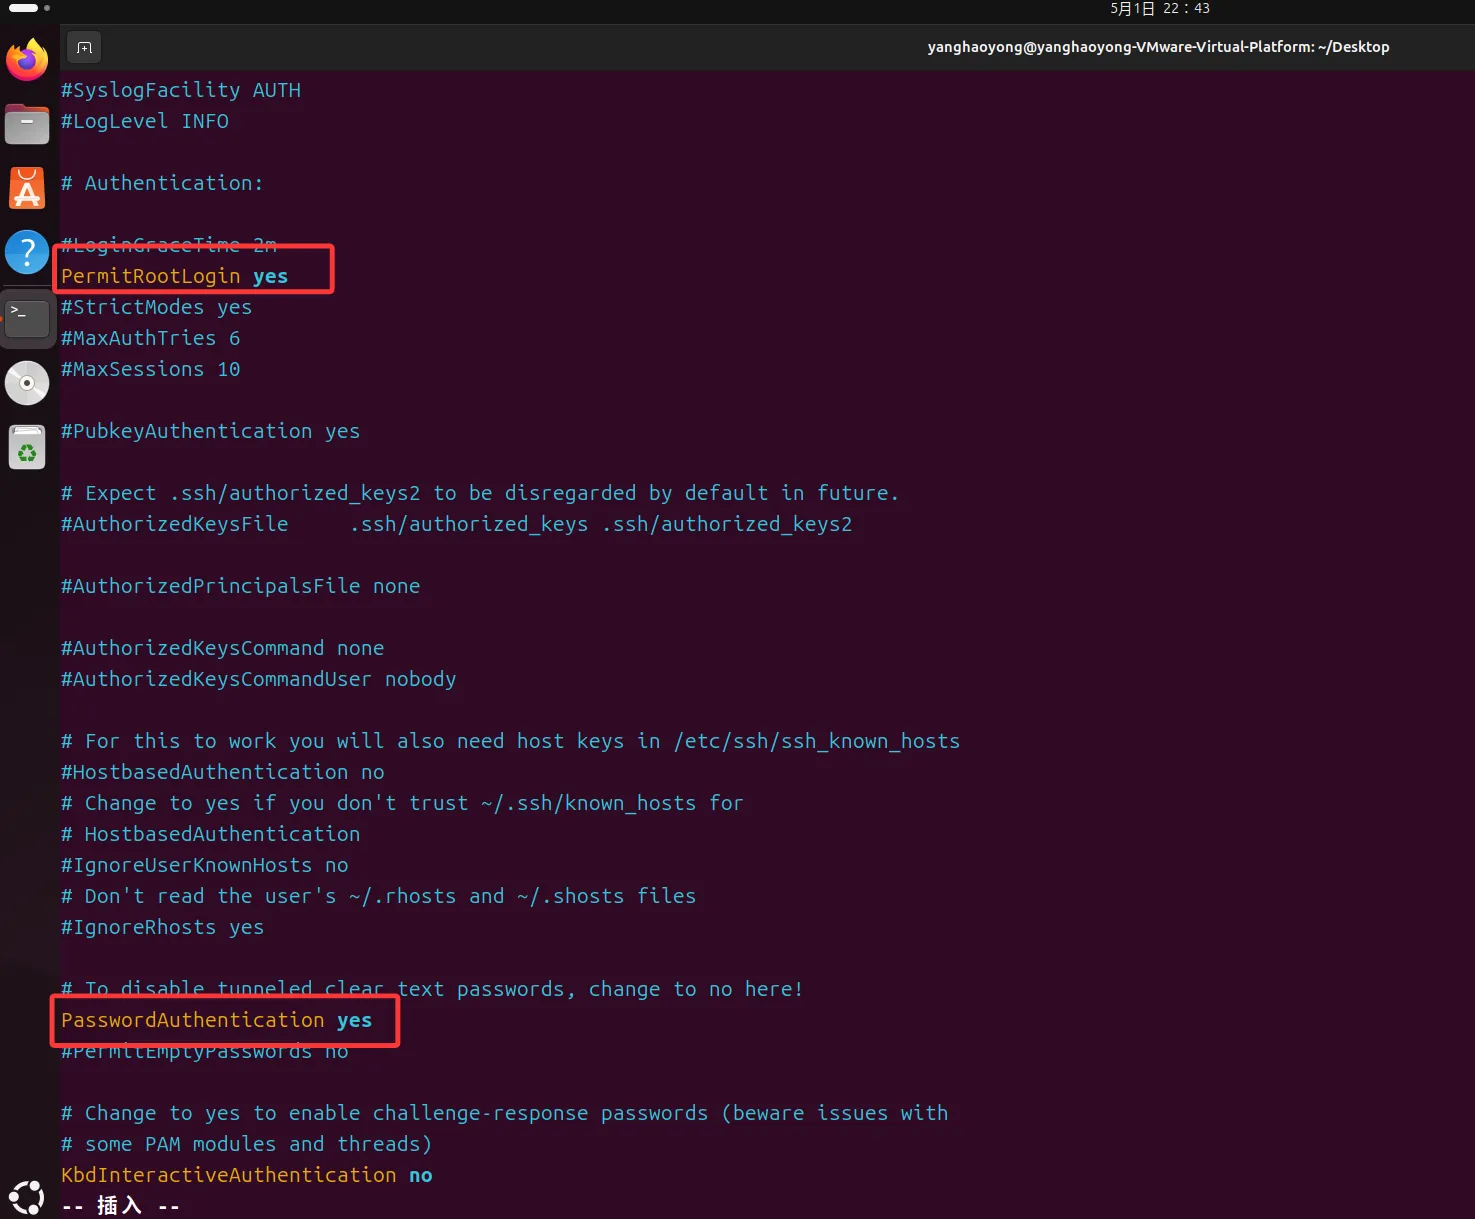 5月1日 22：43
yanghaoyong@yanghaoyong-VMware-Virtual-Platform: ~/Desktop
#SyslogFacility AUTH
#LogLevel INFO
# Authentication:
#LoginGraceTime 2m
PermitRootLogin yes
#StrictModes yes
#MaxAuthTries 6
#MaxSessions 10
#PubkeyAuthentication yes
# Expect .ssh/authorized_keys2 to be disregarded by default in future.
#AuthorizedKeysFile     .ssh/authorized_keys .ssh/authorized_keys2
#AuthorizedPrincipalsFile none
#AuthorizedKeysCommand none
#AuthorizedKeysCommandUser nobody
# For this to work you will also need host keys in /etc/ssh/ssh_known_hosts
#HostbasedAuthentication no
# Change to yes if you don't trust ~/.ssh/known_hosts for
# HostbasedAuthentication
#IgnoreUserKnownHosts no
# Don't read the user's ~/.rhosts and ~/.shosts files
#IgnoreRhosts yes
# To disable tunneled clear text passwords, change to no here!
PasswordAuthentication yes
#PermitEmptyPasswords no
# Change to yes to enable challenge-response passwords (beware issues with
# some PAM modules and threads)
KbdInteractiveAuthentication no
-- 插入 --